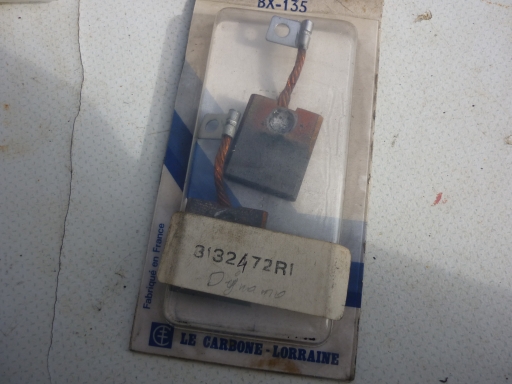 BX-135
3132472R1
Dynamo
Fabriqué en France
LE CARBONE-LORRAINE